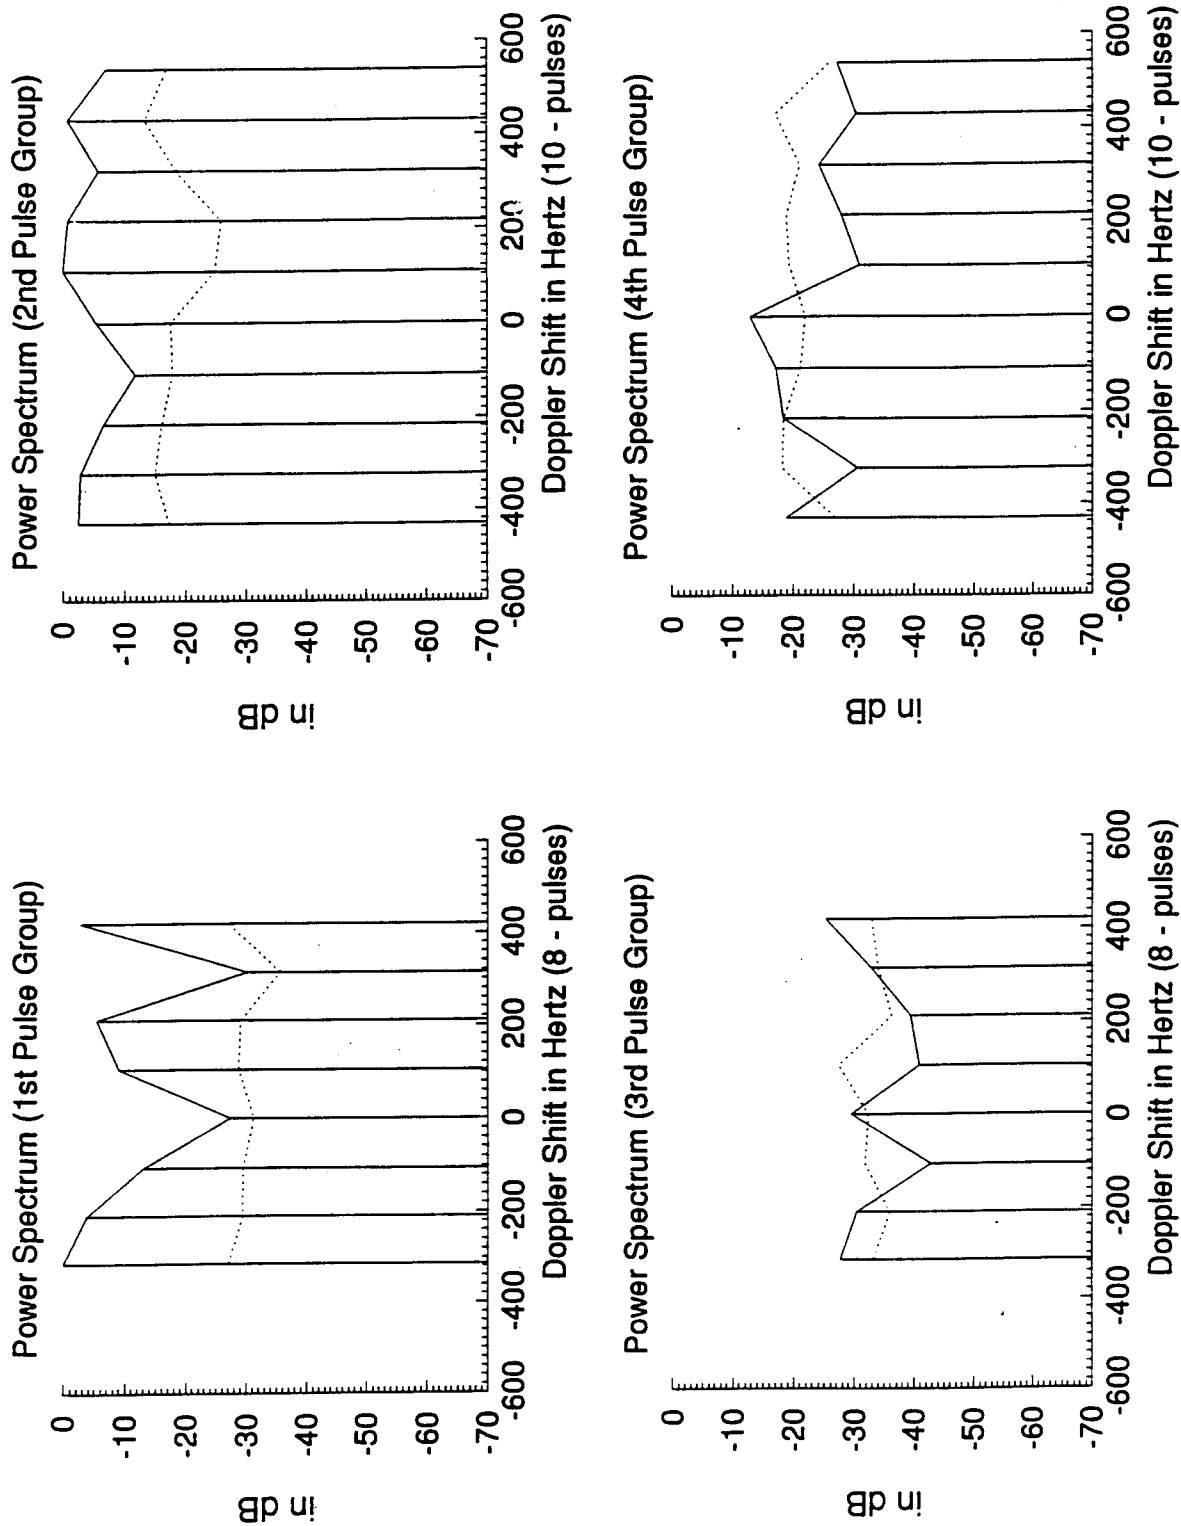 Power Spectrum (1st Pulse Group)
0
-10
-20
-30
-40
-50
-60
-70
in dB
-600 -400 -200 0 200 400 600
Doppler Shift in Hertz (8 - pulses)
Power Spectrum (2nd Pulse Group)
0
-10
-20
-30
-40
-50
-60
-70
in dB
-600 -400 -200 0 200 400 600
Doppler Shift in Hertz (10 - pulses)
Power Spectrum (3rd Pulse Group)
0
-10
-20
-30
-40
-50
-60
-70
in dB
-600 -400 -200 0 200 400 600
Doppler Shift in Hertz (8 - pulses)
Power Spectrum (4th Pulse Group)
0
-10
-20
-30
-40
-50
-60
-70
in dB
-600 -400 -200 0 200 400 600
Doppler Shift in Hertz (10 - pulses)